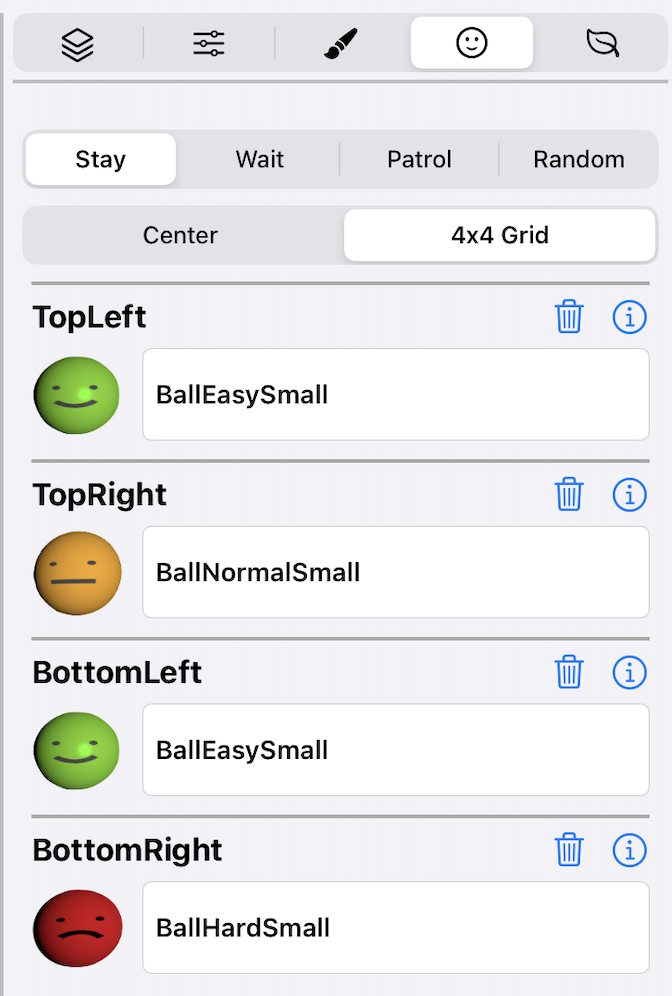 Stay Wait Patrol Random
Center 4x4 Grid
TopLeft
BallEasySmall
TopRight
BallNormalSmall
BottomLeft
BallEasySmall
BottomRight
BallHardSmall